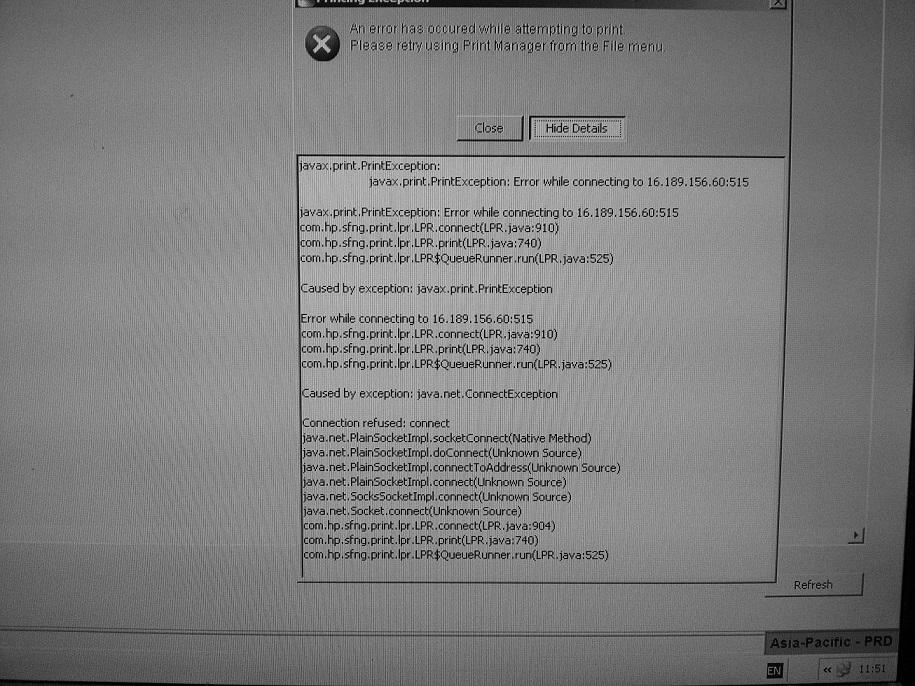 Printing Exception
An error has occured while attempting to print.
Please retry using Print Manager from the File menu.
Close
Hide Details
javax.print.PrintException:
javax.print.PrintException: Error while connecting to 16.189.156.60:515
javax.print.PrintException: Error while connecting to 16.189.156.60:515
com.hp.sfng.print.lpr.LPR.connect(LPR.java:910)
com.hp.sfng.print.lpr.LPR.print(LPR.java:740)
com.hp.sfng.print.lpr.LPR$QueueRunner.run(LPR.java:525)
Caused by exception: javax.print.PrintException
Error while connecting to 16.189.156.60:515
com.hp.sfng.print.lpr.LPR.connect(LPR.java:910)
com.hp.sfng.print.lpr.LPR.print(LPR.java:740)
com.hp.sfng.print.lpr.LPR$QueueRunner.run(LPR.java:525)
Caused by exception: java.net.ConnectException
Connection refused: connect
java.net.PlainSocketImpl.socketConnect(Native Method)
java.net.PlainSocketImpl.doConnect(Unknown Source)
java.net.PlainSocketImpl.connectToAddress(Unknown Source)
java.net.PlainSocketImpl.connect(Unknown Source)
java.net.SocksSocketImpl.connect(Unknown Source)
java.net.Socket.connect(Unknown Source)
com.hp.sfng.print.lpr.LPR.connect(LPR.java:904)
com.hp.sfng.print.lpr.LPR.print(LPR.java:740)
com.hp.sfng.print.lpr.LPR$QueueRunner.run(LPR.java:525)
Refresh
Asia-Pacific - PRD
EN « 11:51